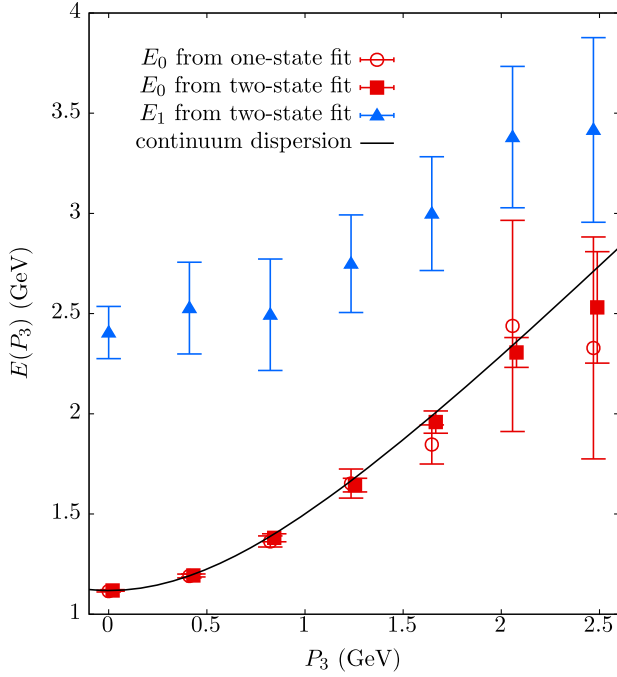 4
3.5
3
2.5
2
1.5
1
E(P₃) (GeV)
E₀ from one-state fit
E₀ from two-state fit
E₁ from two-state fit
continuum dispersion
0 0.5 1 1.5 2 2.5
P₃ (GeV)